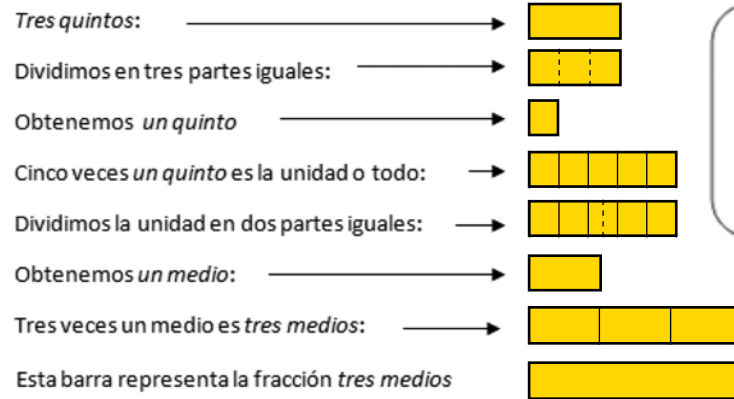 Tres quintos:
Dividimos en tres partes iguales:
Obtenemos un quinto
Cinco veces un quinto es la unidad o todo:
Dividimos la unidad en dos partes iguales:
Obtenemos un medio:
Tres veces un medio es tres medios:
Esta barra representa la fracción tres medios